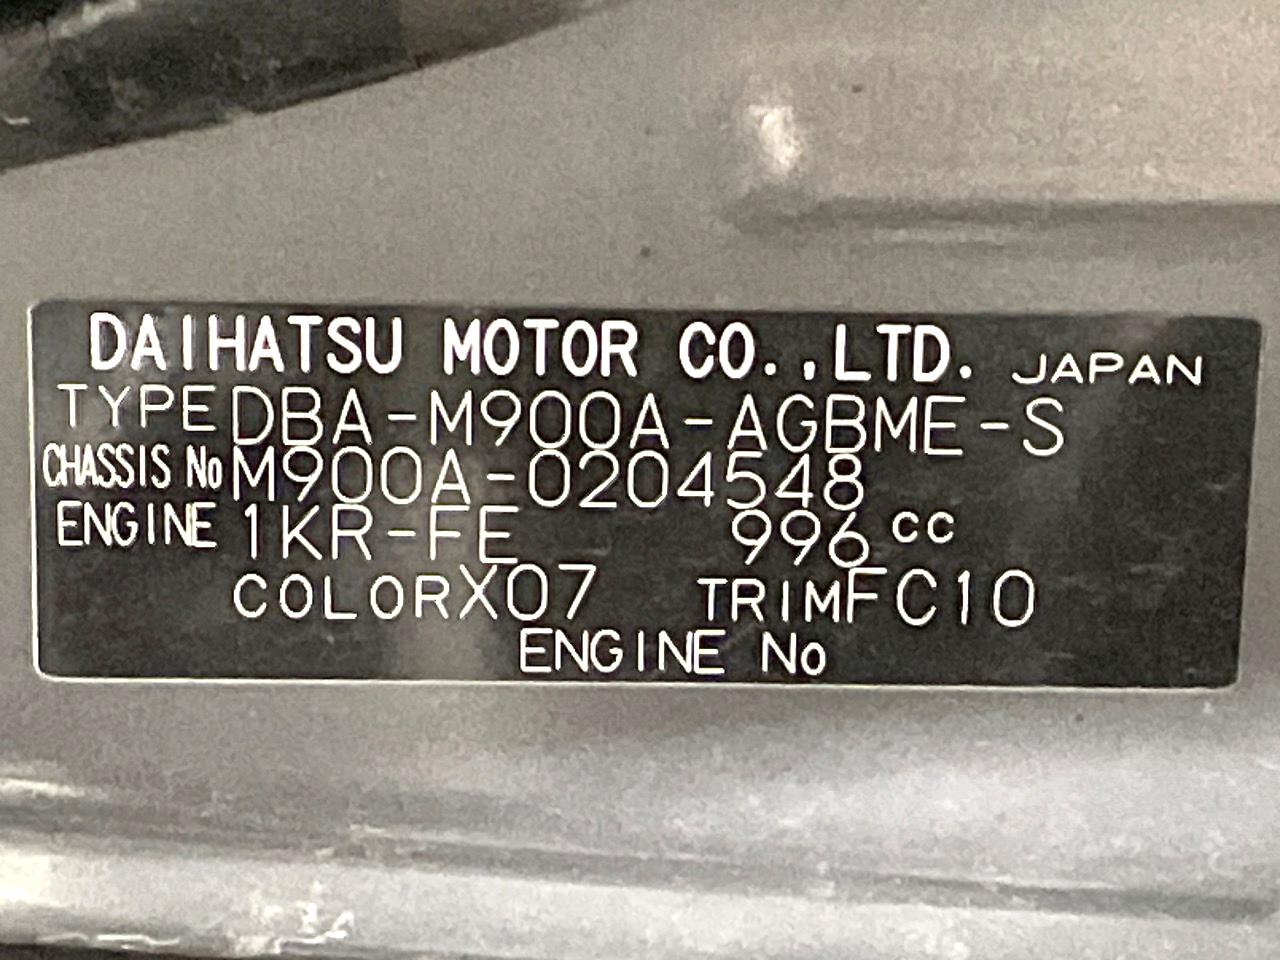 DAIHATSU MOTOR CO.,LTD. JAPAN
TYPE DBA-M900A-AGBME-S
CHASSIS No M900A-0204548
ENGINE 1KR-FE 996 cc
COLOR X07 TRIM FC10
ENGINE No